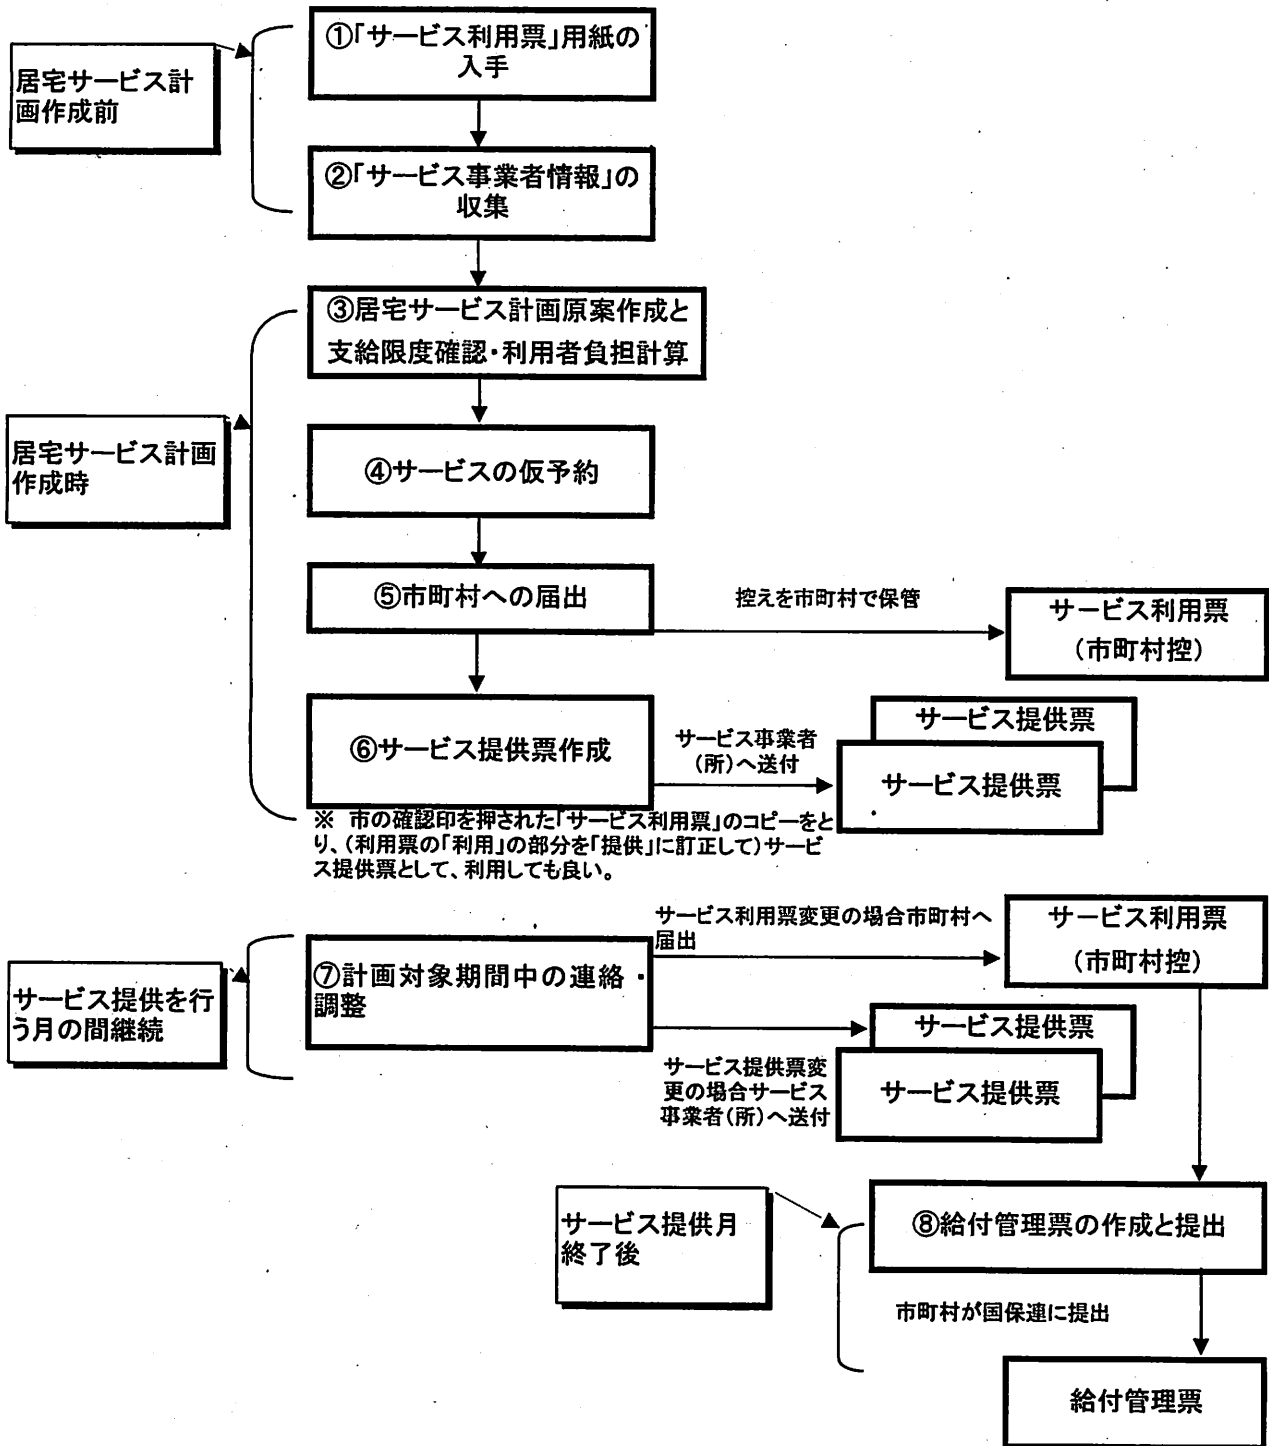 居宅サービス計
画作成前
①「サービス利用票」用紙の
入手
②「サービス事業者情報」の
収集
居宅サービス計画
作成時
③居宅サービス計画原案作成と
支給限度確認・利用者負担計算
④サービスの仮予約
⑤市町村への届出
控えを市町村で保管
サービス利用票
(市町村控)
⑥サービス提供票作成
サービス事業者
(所)へ送付
サービス提供票
サービス提供票
※　市の確認印を押された「サービス利用票」のコピーをと
り、(利用票の「利用」の部分を「提供」に訂正して)サービ
ス提供票として、利用しても良い。
サービス提供を行
う月の間継続
⑦計画対象期間中の連絡・
調整
サービス利用票変更の場合市町村へ
届出
サービス利用票
(市町村控)
サービス提供票変
更の場合サービス
事業者(所)へ送付
サービス提供票
サービス提供票
サービス提供月
終了後
⑧給付管理票の作成と提出
市町村が国保連に提出
給付管理票